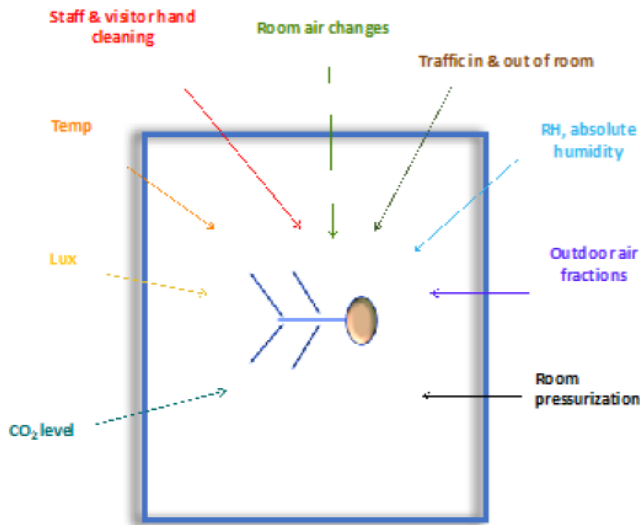 Staff & visitor hand
cleaning
Room air changes
Traffic in & out of room
Temp
RH, absolute
humidity
Lux
Outdoor air
fractions
Room
pressurization
CO₂ level